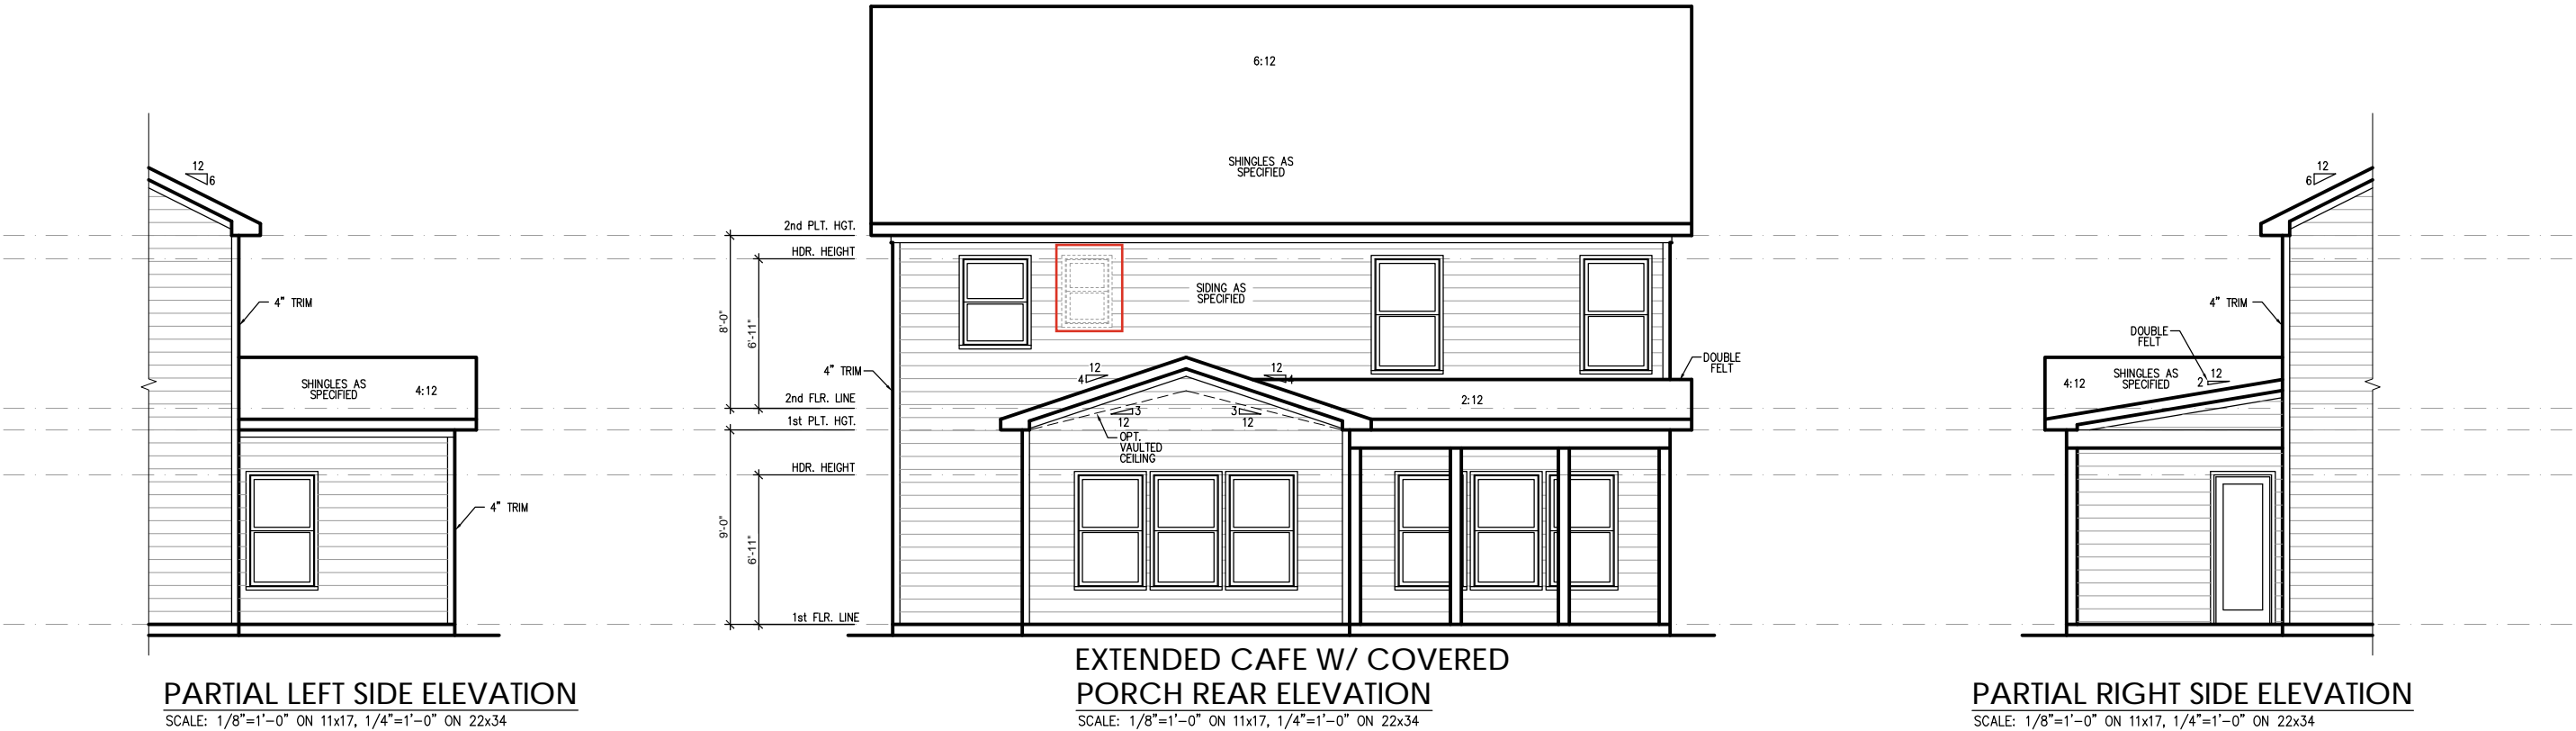 12
6
4" TRIM
SHINGLES AS
SPECIFIED
4:12
4" TRIM
PARTIAL LEFT SIDE ELEVATION
SCALE: 1/8"=1'-0" ON 11x17, 1/4"=1'-0" ON 22x34
6:12
SHINGLES AS
SPECIFIED
2nd PLT. HGT.
HDR. HEIGHT
SIDING AS
SPECIFIED
8'-0"
6'-11"
4" TRIM
12
4
12
4
DOUBLE
FELT
2nd FLR. LINE
2:12
1st PLT. HGT.
3
12
3
12
OPT.
VAULTED
CEILING
HDR. HEIGHT
9'-0"
6'-11"
1st FLR. LINE
EXTENDED CAFE W/ COVERED
PORCH REAR ELEVATION
SCALE: 1/8"=1'-0" ON 11x17, 1/4"=1'-0" ON 22x34
12
6
4" TRIM
DOUBLE
FELT
12
2
SHINGLES AS
SPECIFIED
4:12
PARTIAL RIGHT SIDE ELEVATION
SCALE: 1/8"=1'-0" ON 11x17, 1/4"=1'-0" ON 22x34